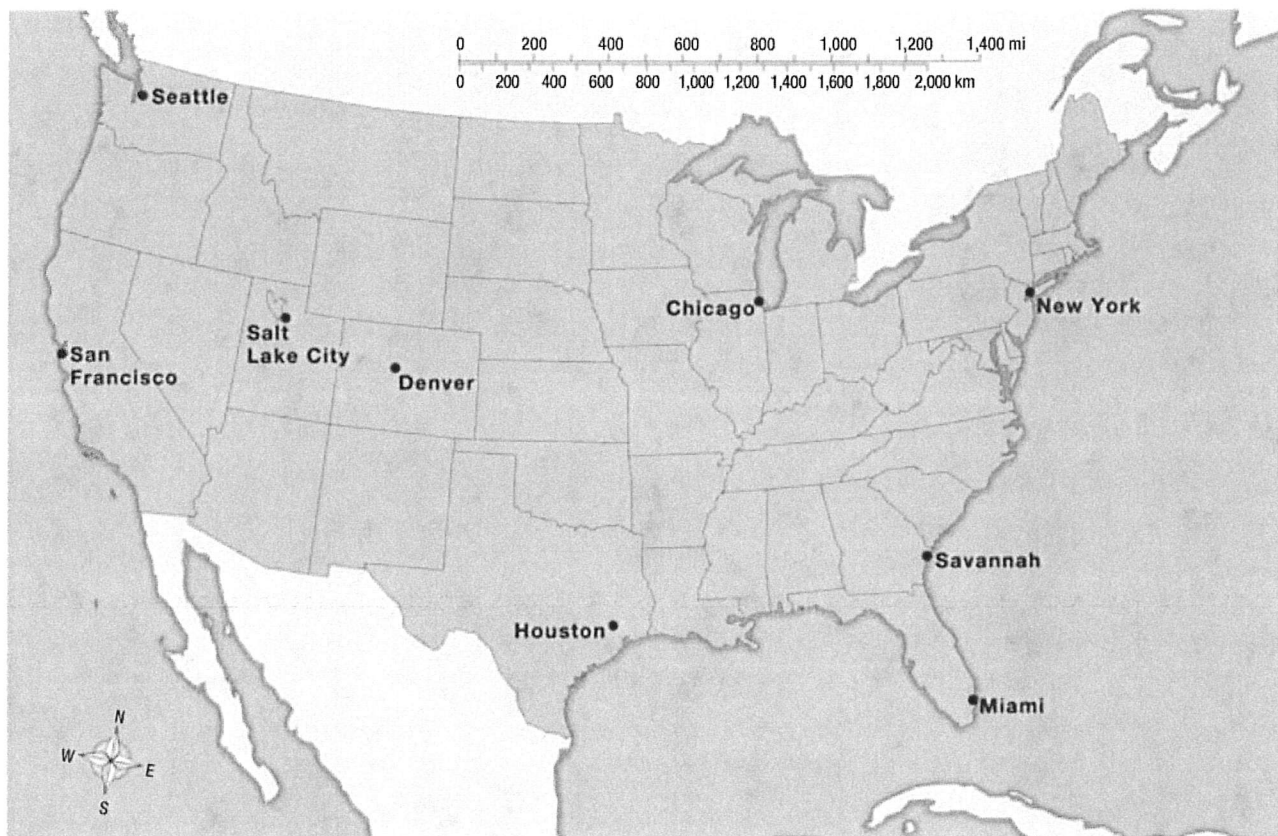 0 200 400 600 800 1,000 1,200 1,400 mi
0 200 400 600 800 1,000 1,200 1,400 1,600 1,800 2,000 km
Seattle
Chicago
New York
Salt
Lake City
San
Francisco
Denver
Savannah
Houston
Miami
N
W
E
S